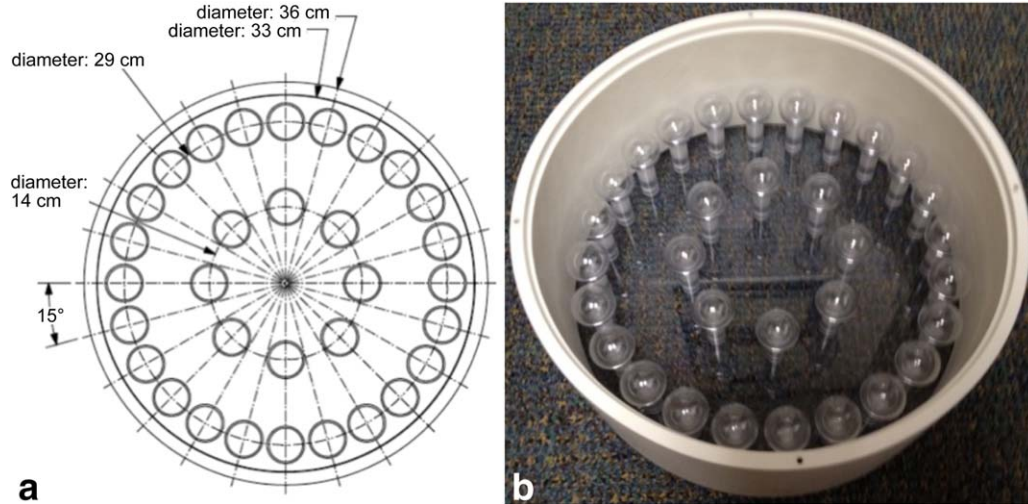 diameter: 36 cm
diameter: 33 cm
diameter: 29 cm
diameter:
14 cm
15°
a
b